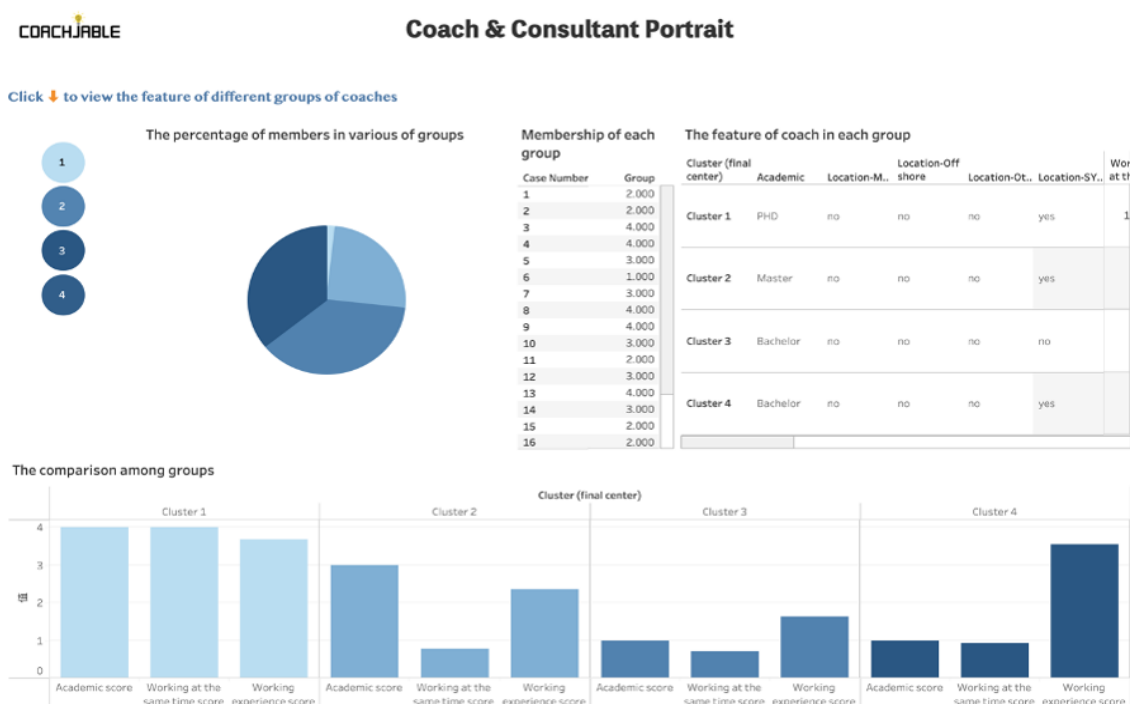 COACHJABLE
Coach & Consultant Portrait
Click to view the feature of different groups of coaches
1
2
3
4
The percentage of members in various of groups
Membership of each
group
Case Number Group
1 2.000
2 2.000
3 4.000
4 4.000
5 3.000
6 1.000
7 3.000
8 4.000
9 4.000
10 3.000
11 2.000
12 3.000
13 4.000
14 3.000
15 2.000
16 2.000
The feature of coach in each group
Cluster (final
center) Academic Location-M.. Location-Off
shore Location-Ot.. Location-SY.. Wor
at th
Cluster 1 PHD no no no yes 1
Cluster 2 Master no no no yes
Cluster 3 Bachelor no no no no
Cluster 4 Bachelor no no no yes
The comparison among groups
Cluster (final center)
Cluster 1 Cluster 2 Cluster 3 Cluster 4
值
4
3
2
1
0
Academic score Working at the Working Academic score Working at the Working Academic score Working at the Working Academic score Working at the Working
same time score experience score same time score experience score same time score experience score same time score experience score